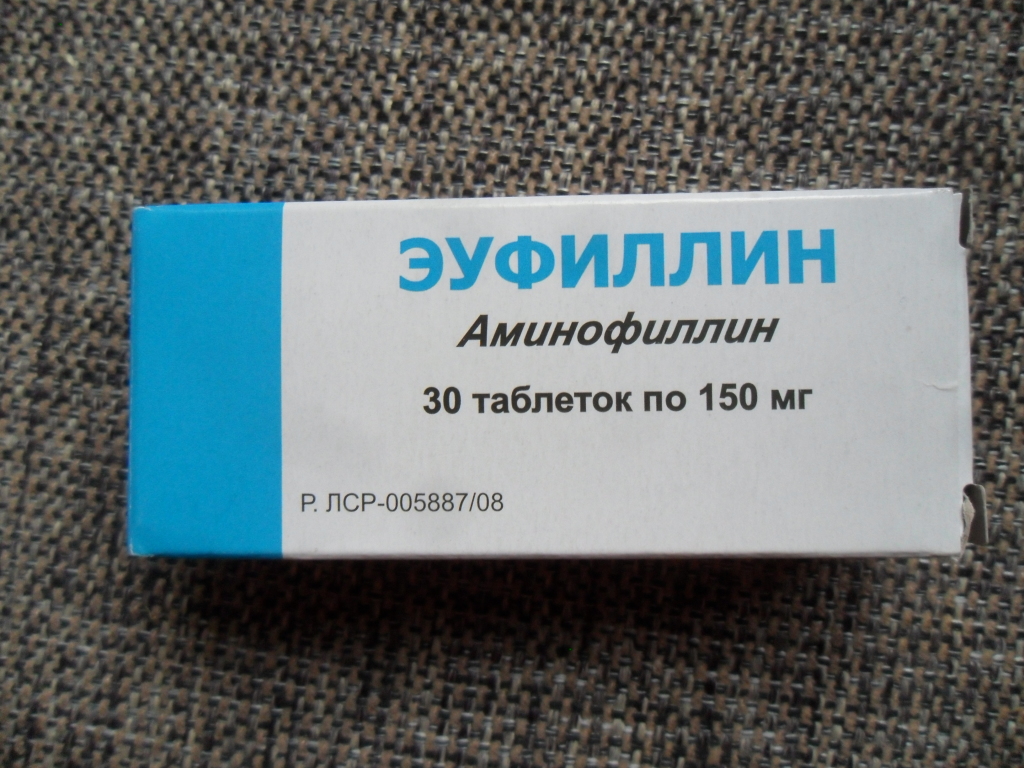 ЭУФИЛЛИН
Аминофиллин
30 таблеток по 150 мг
Р. ЛСР-005887/08